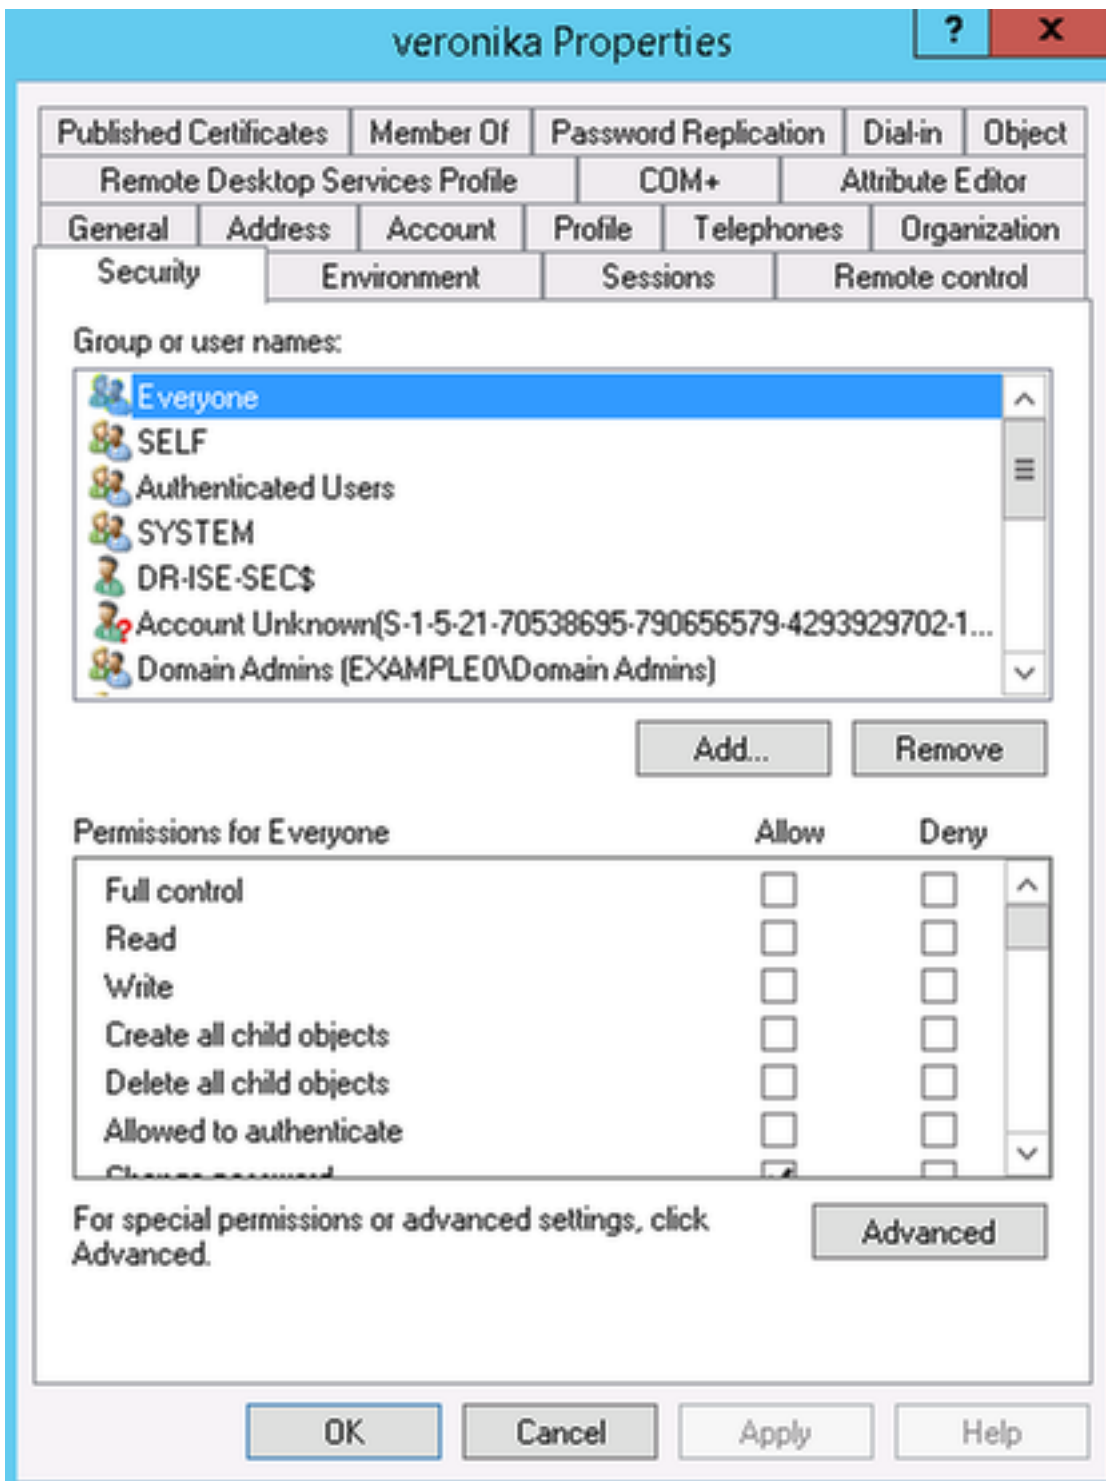 veronika Properties
?
x
Published Certificates Member Of Password Replication Dial-in Object
Remote Desktop Services Profile COM+ Attribute Editor
General Address Account Profile Telephones Organization
Security Environment Sessions Remote control
Group or user names:
Everyone
SELF
Authenticated Users
SYSTEM
DR-ISE-SEC$
Account Unknown(S-1-5-21-70538695-790656579-4293929702-1...
Domain Admins (EXAMPLE0\Domain Admins)
Add... Remove
Permissions for Everyone Allow Deny
Full control
Read
Write
Create all child objects
Delete all child objects
Allowed to authenticate
Change password
For special permissions or advanced settings, click
Advanced.
Advanced
OK Cancel Apply Help